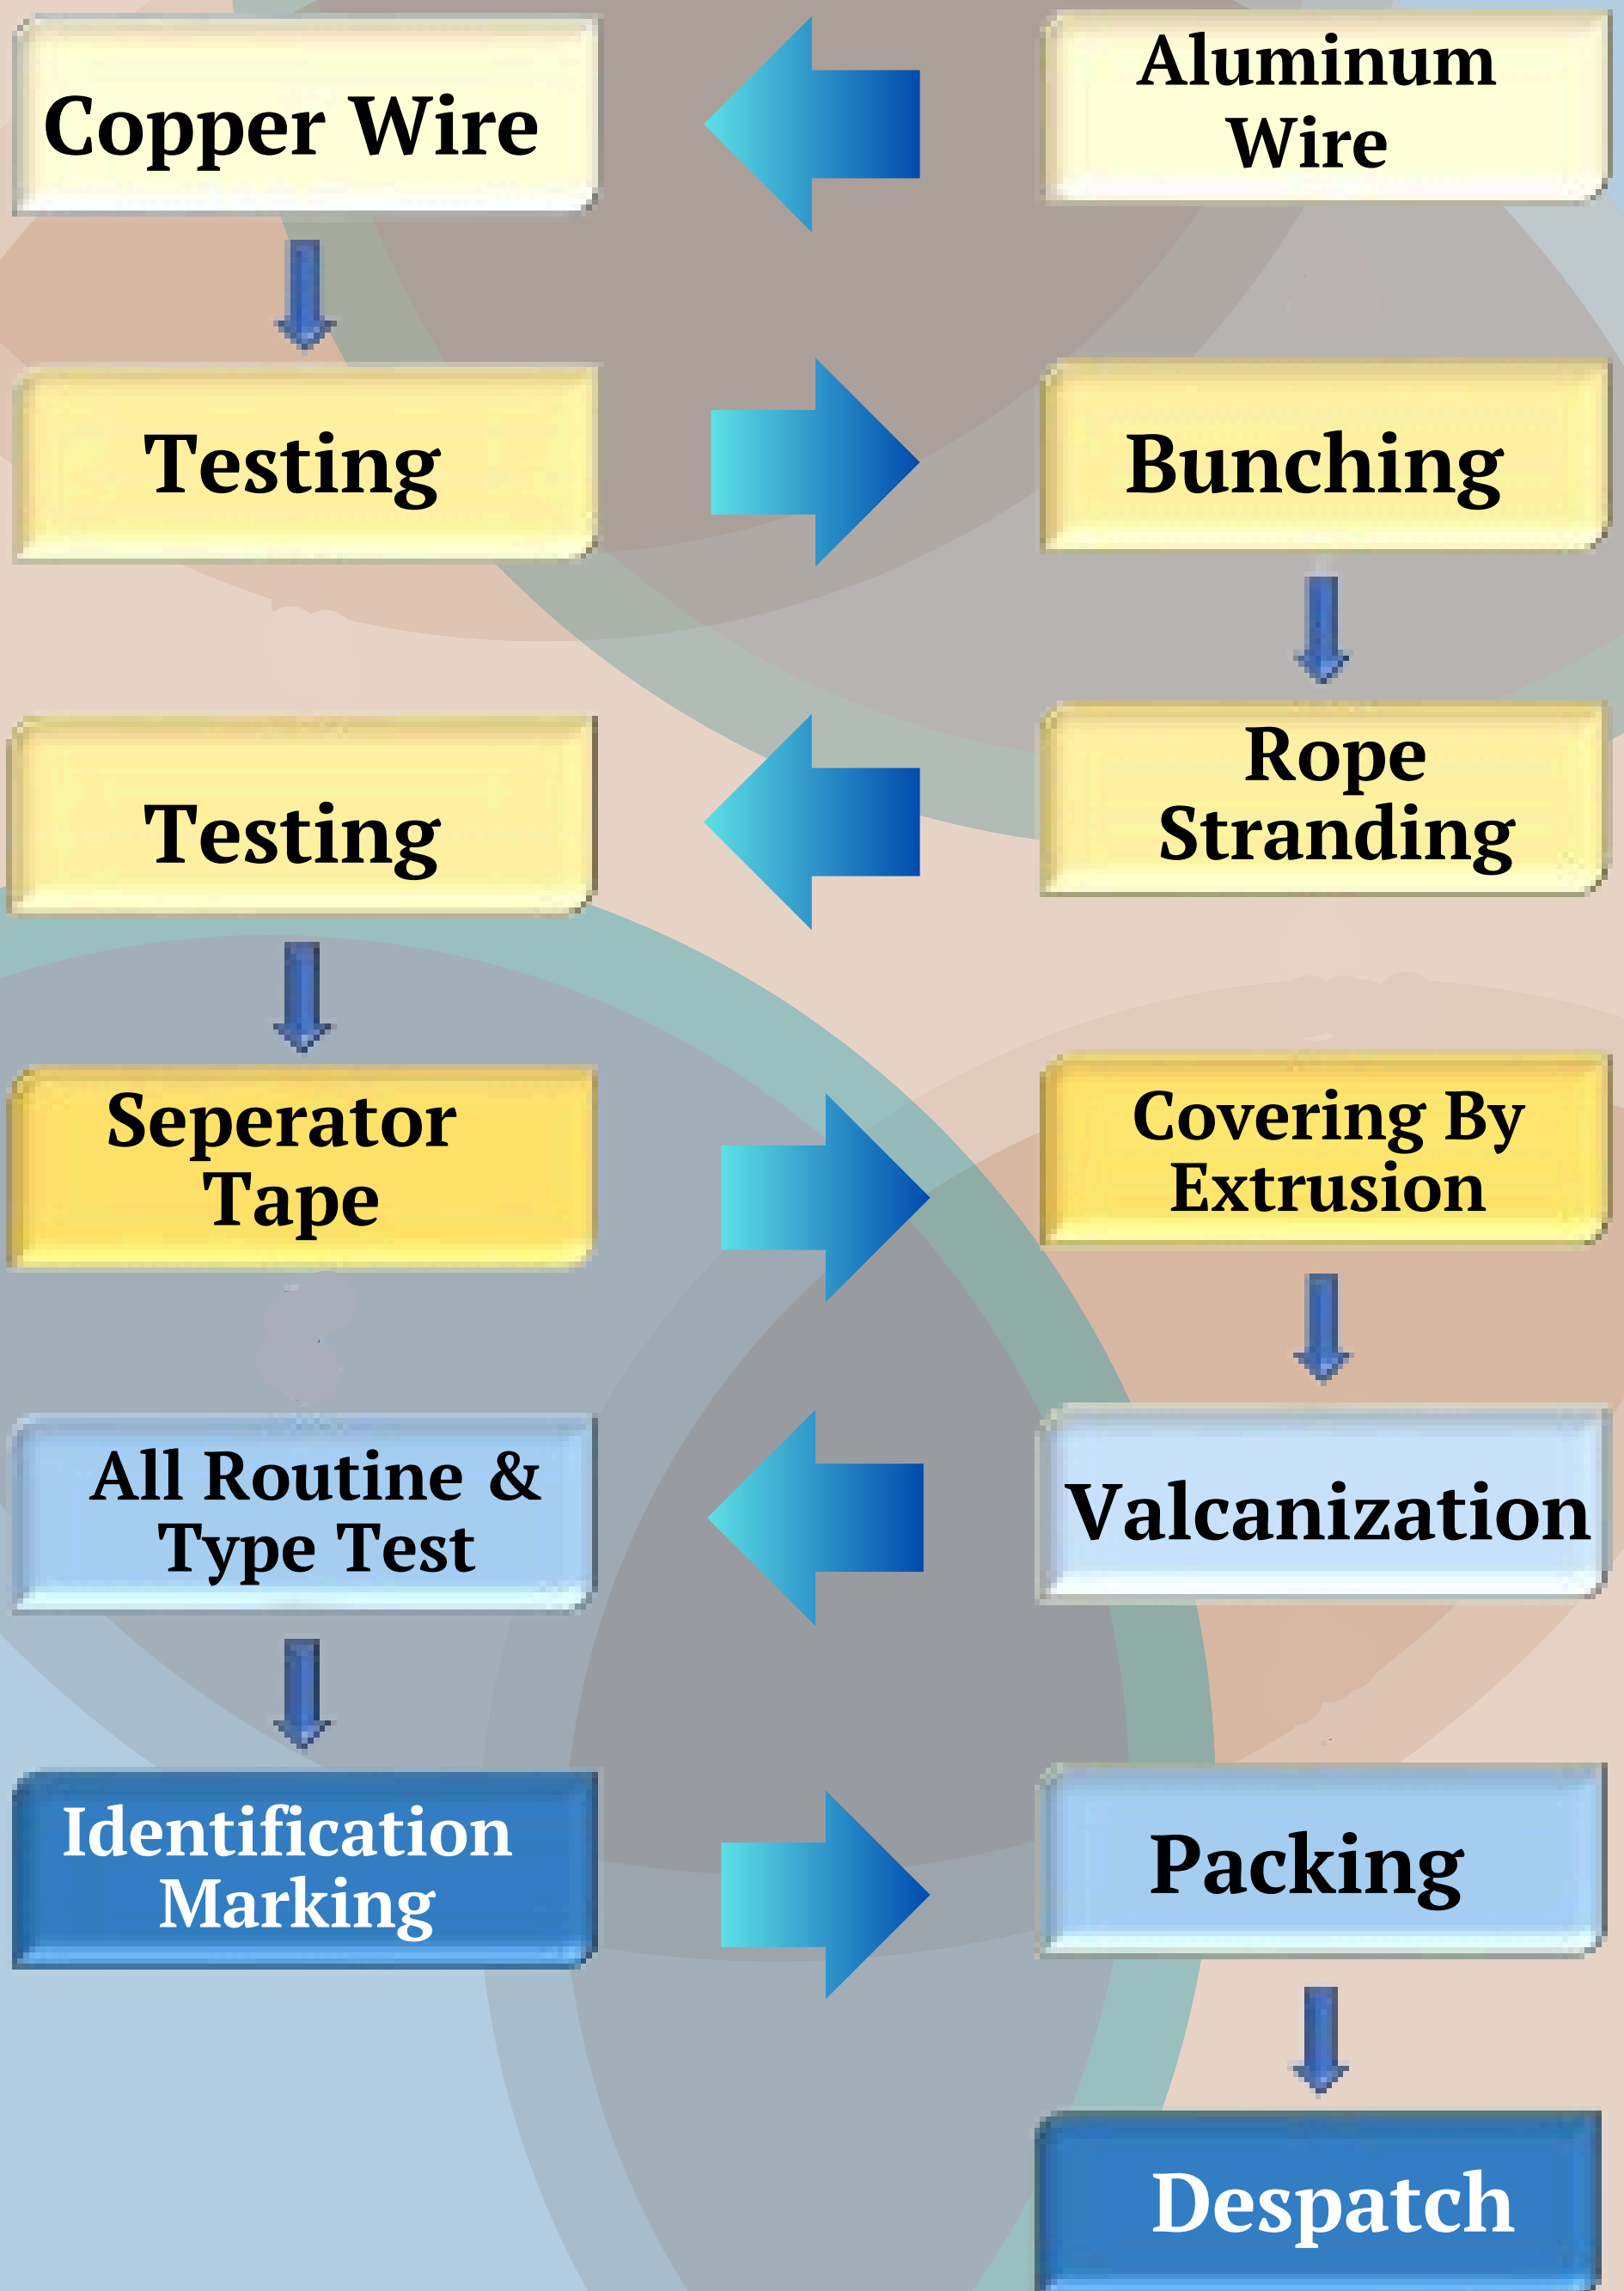 Copper Wire
Aluminum
Wire
Testing
Bunching
Testing
Rope
Stranding
Seperator
Tape
Covering By
Extrusion
All Routine &
Type Test
Valcanization
Identification
Marking
Packing
Despatch